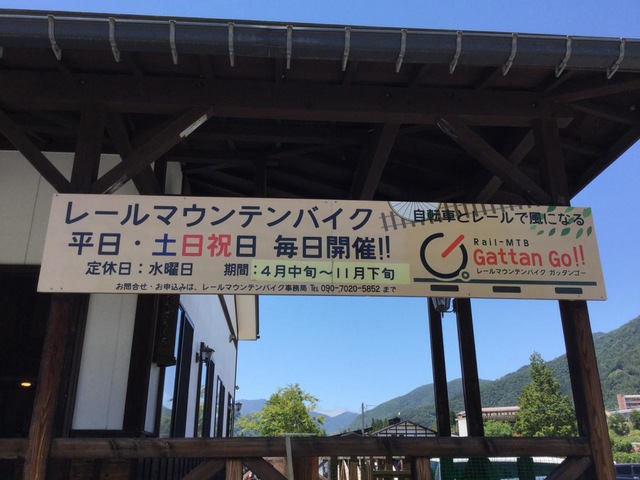 レールマウンテンバイク
平日・土日祝日 毎日開催!!
定休日：水曜日 期間：4月中旬～11月下旬
お問合せ・お申込みは、レールマウンテンバイク事務局 TEL 090-7020-5852 まで
自転車とレールで風になる
Rail-MTB
Gattan Go!!
レールマウンテンバイク ガッタンゴー